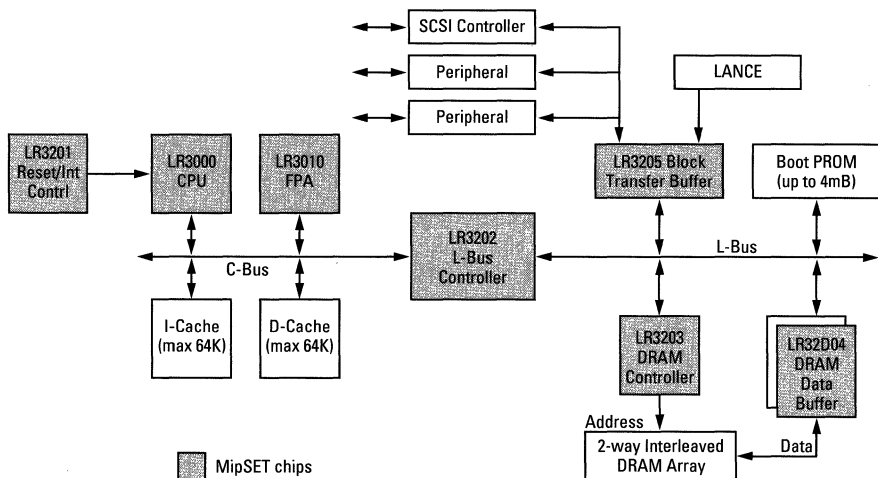 SCSI Controller
Peripheral
LANCE
Peripheral
LR3201
Reset/Int
Contrl
LR3000
CPU
LR3010
FPA
LR3205 Block
Transfer Buffer
Boot PROM
(up to 4mB)
LR3202
L-Bus
Controller
C-Bus
L-Bus
I-Cache
(max 64K)
D-Cache
(max 64K)
LR3203
DRAM
Controller
LR32D04
DRAM
Data
Buffer
Address
2-way Interleaved
DRAM Array
Data
MipSET chips